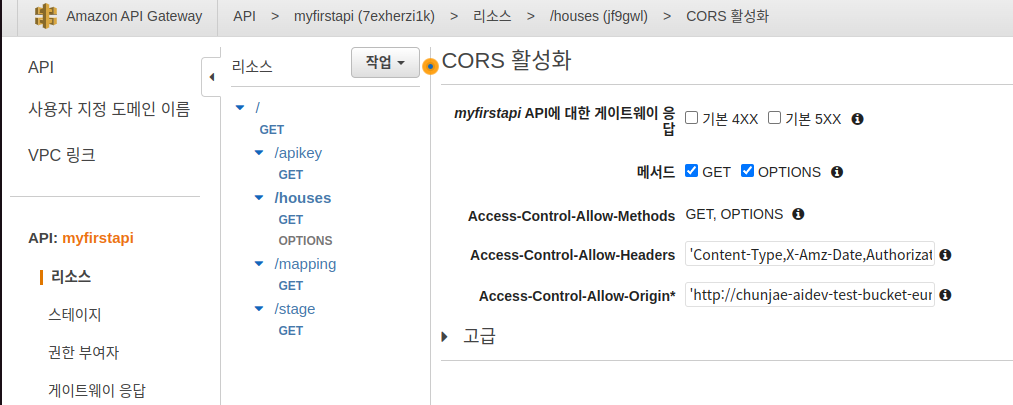 Amazon API Gateway API > myfirstapi (7exherzi1k) > 리소스 > /houses (jf9gwl) > CORS 활성화
API
사용자 지정 도메인 이름
VPC 링크
API: myfirstapi
리소스
스테이지
권한 부여자
게이트웨이 응답
리소스
작업
/
GET
/apikey
GET
/houses
GET
OPTIONS
/mapping
GET
/stage
GET
CORS 활성화
myfirstapi API에 대한 게이트웨이 응
답
기본 4XX 기본 5XX
메서드 GET OPTIONS
Access-Control-Allow-Methods GET, OPTIONS
Access-Control-Allow-Headers 'Content-Type,X-Amz-Date,Authorizat
Access-Control-Allow-Origin* 'http://chunjae-aidev-test-bucket-eur
고급